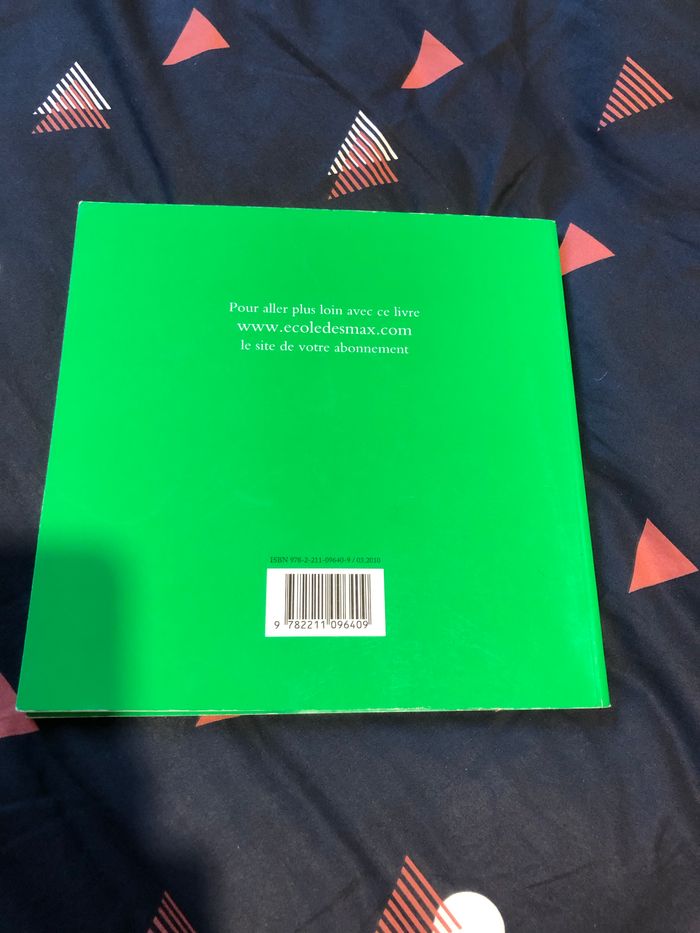 Pour aller plus loin avec ce livre
www.ecoledesmax.com
le site de votre abonnement
ISBN 978-2-211-09640-9 / 03.2010
9 782211 096409